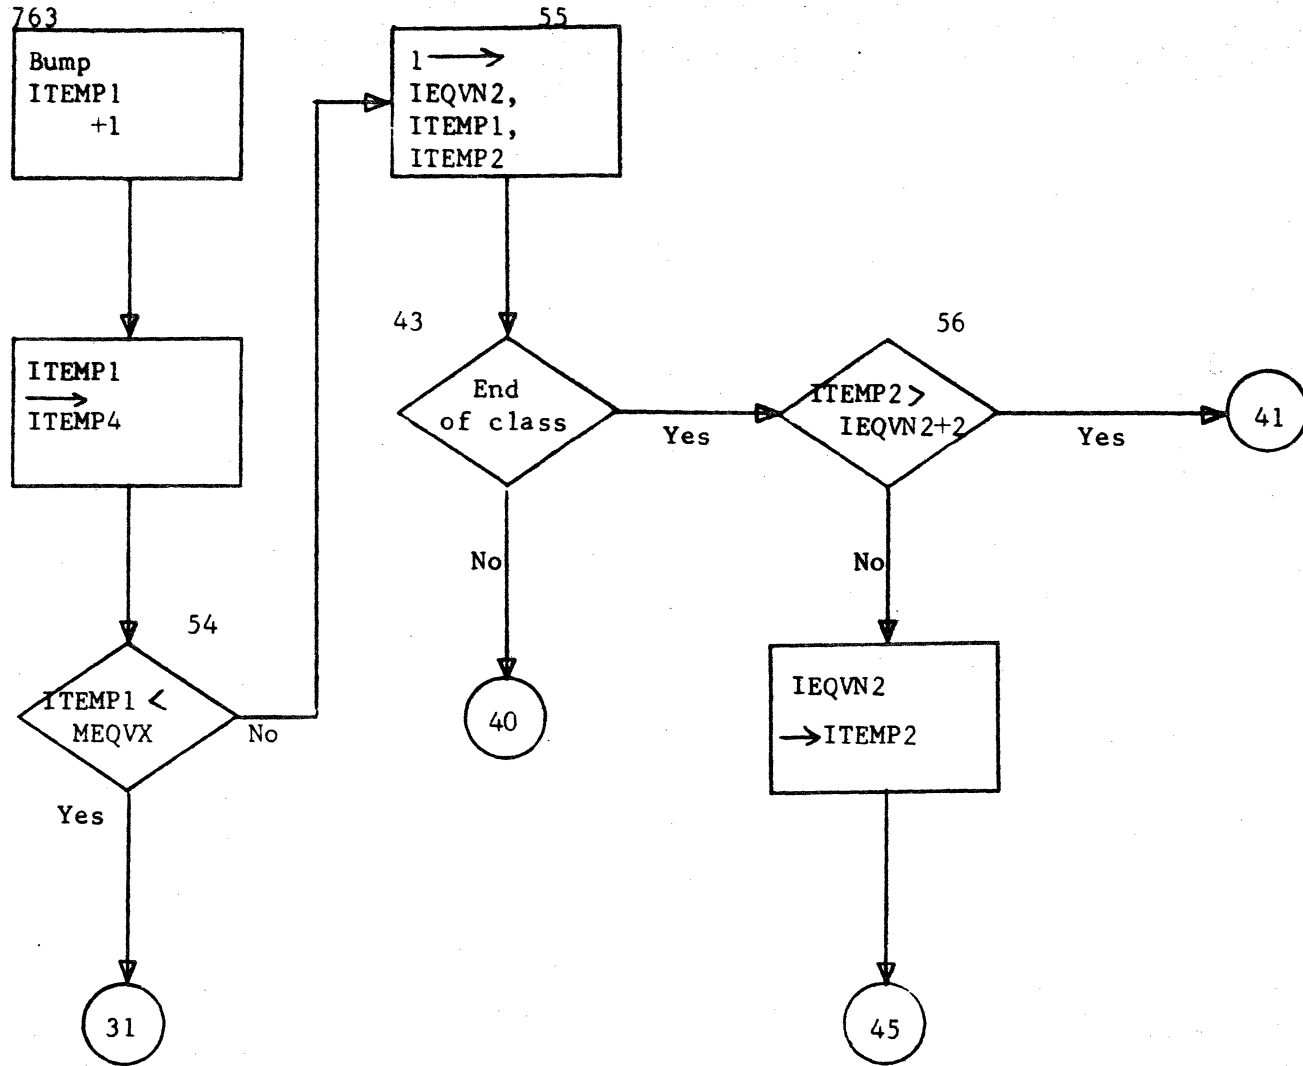 763
Bump
ITEMP1
+1
ITEMP1
⟶
ITEMP4
54
ITEMP1 <
MEQVX
No
Yes
31
55
1 ⟶
IEQVN2,
ITEMP1,
ITEMP2
43
End
of class
Yes
No
40
56
ITEMP2 >
IEQVN2+2
Yes
41
No
IEQVN2
⟶ ITEMP2
45